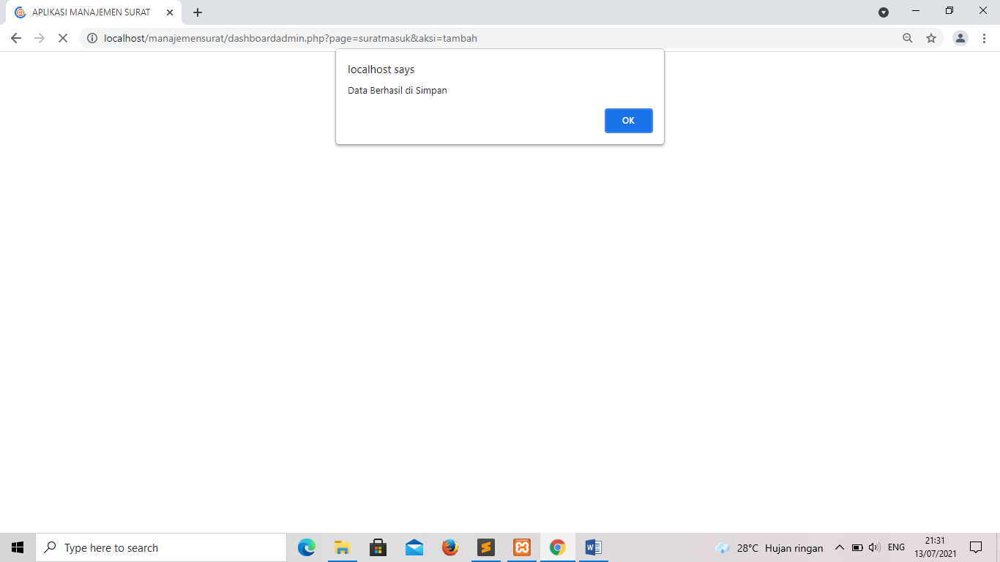 APLIKASI MANAJEMEN SURAT
localhost/manajemensurat/dashboardadmin.php?page=suratmasuk&aksi=tambah
localhost says
Data Berhasil di Simpan
OK
Type here to search
28°C Hujan ringan
ENG
21:31
13/07/2021